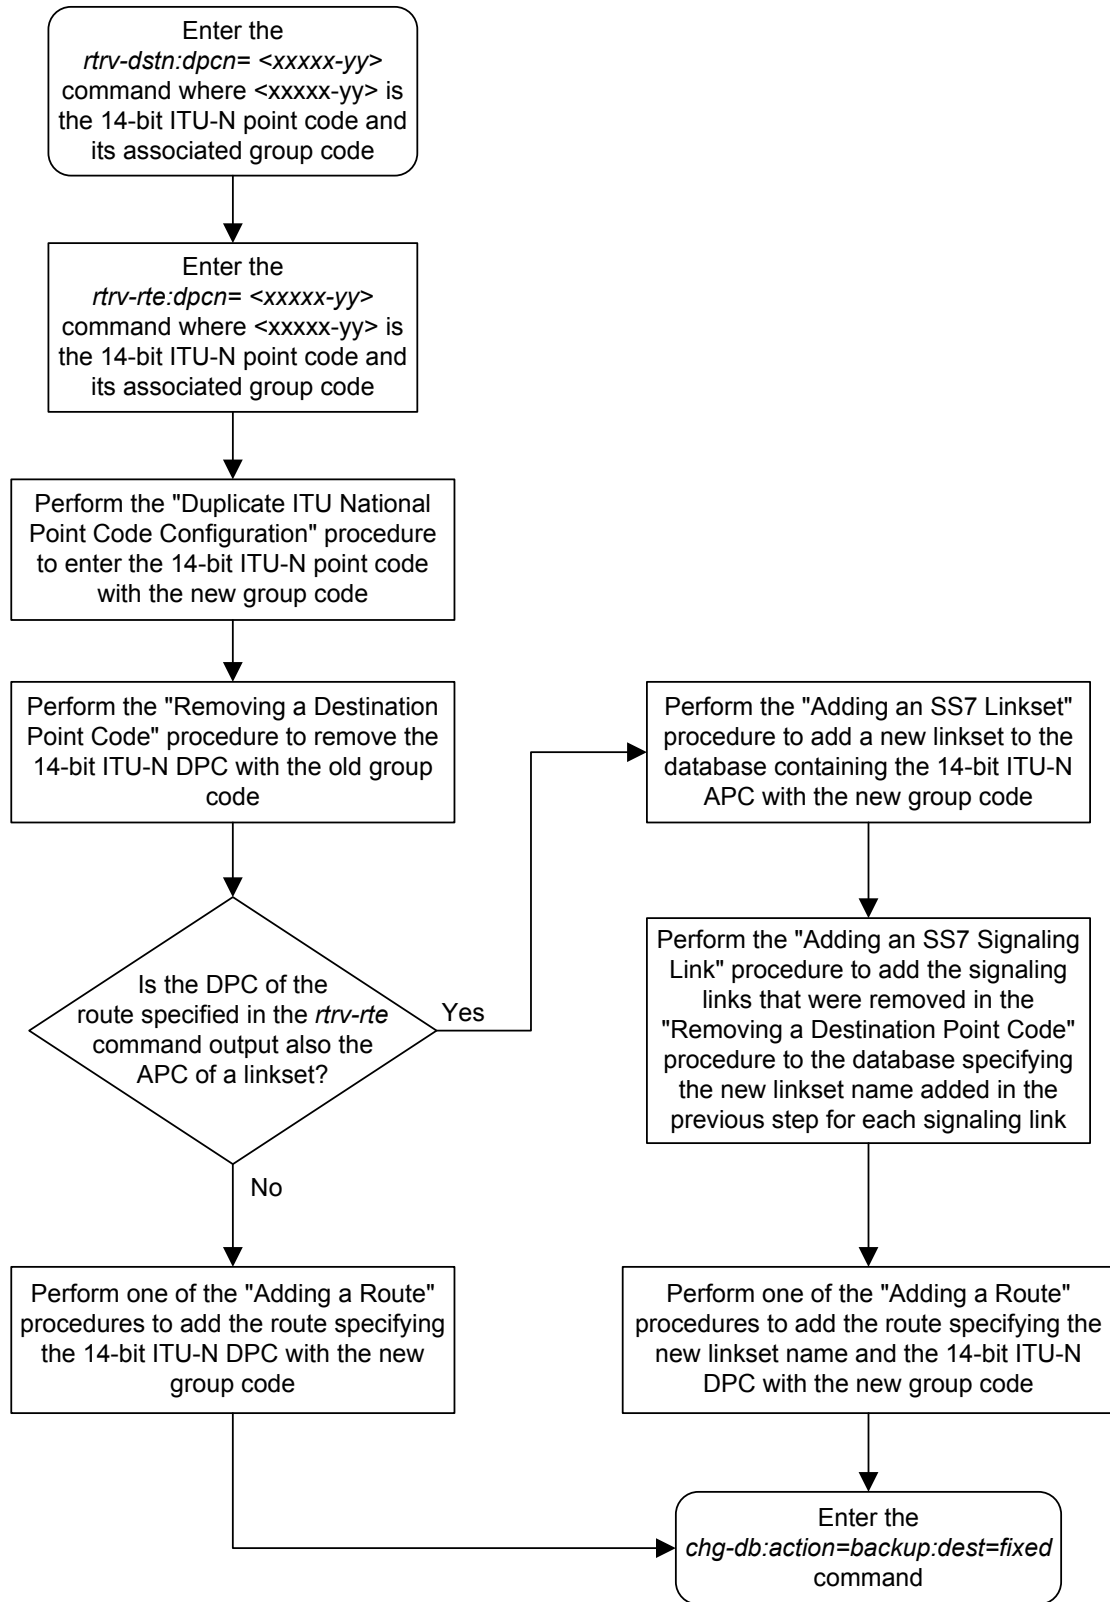 Enter the
rtrv-dstn:dpcn= <xxxxx-yy>
command where <xxxxx-yy> is
the 14-bit ITU-N point code and
its associated group code
Enter the
rtrv-rte:dpcn= <xxxxx-yy>
command where <xxxxx-yy> is
the 14-bit ITU-N point code and
its associated group code
Perform the "Duplicate ITU National
Point Code Configuration" procedure
to enter the 14-bit ITU-N point code
with the new group code
Perform the "Removing a Destination
Point Code" procedure to remove the
14-bit ITU-N DPC with the old group
code
Is the DPC of the
route specified in the rtrv-rte
command output also the
APC of a linkset?
Yes
No
Perform the "Adding an SS7 Linkset"
procedure to add a new linkset to the
database containing the 14-bit ITU-N
APC with the new group code
Perform the "Adding an SS7 Signaling
Link" procedure to add the signaling
links that were removed in the
"Removing a Destination Point Code"
procedure to the database specifying
the new linkset name added in the
previous step for each signaling link
Perform one of the "Adding a Route"
procedures to add the route specifying
the 14-bit ITU-N DPC with the new
group code
Perform one of the "Adding a Route"
procedures to add the route specifying the
new linkset name and the 14-bit ITU-N
DPC with the new group code
Enter the
chg-db:action=backup:dest=fixed
command